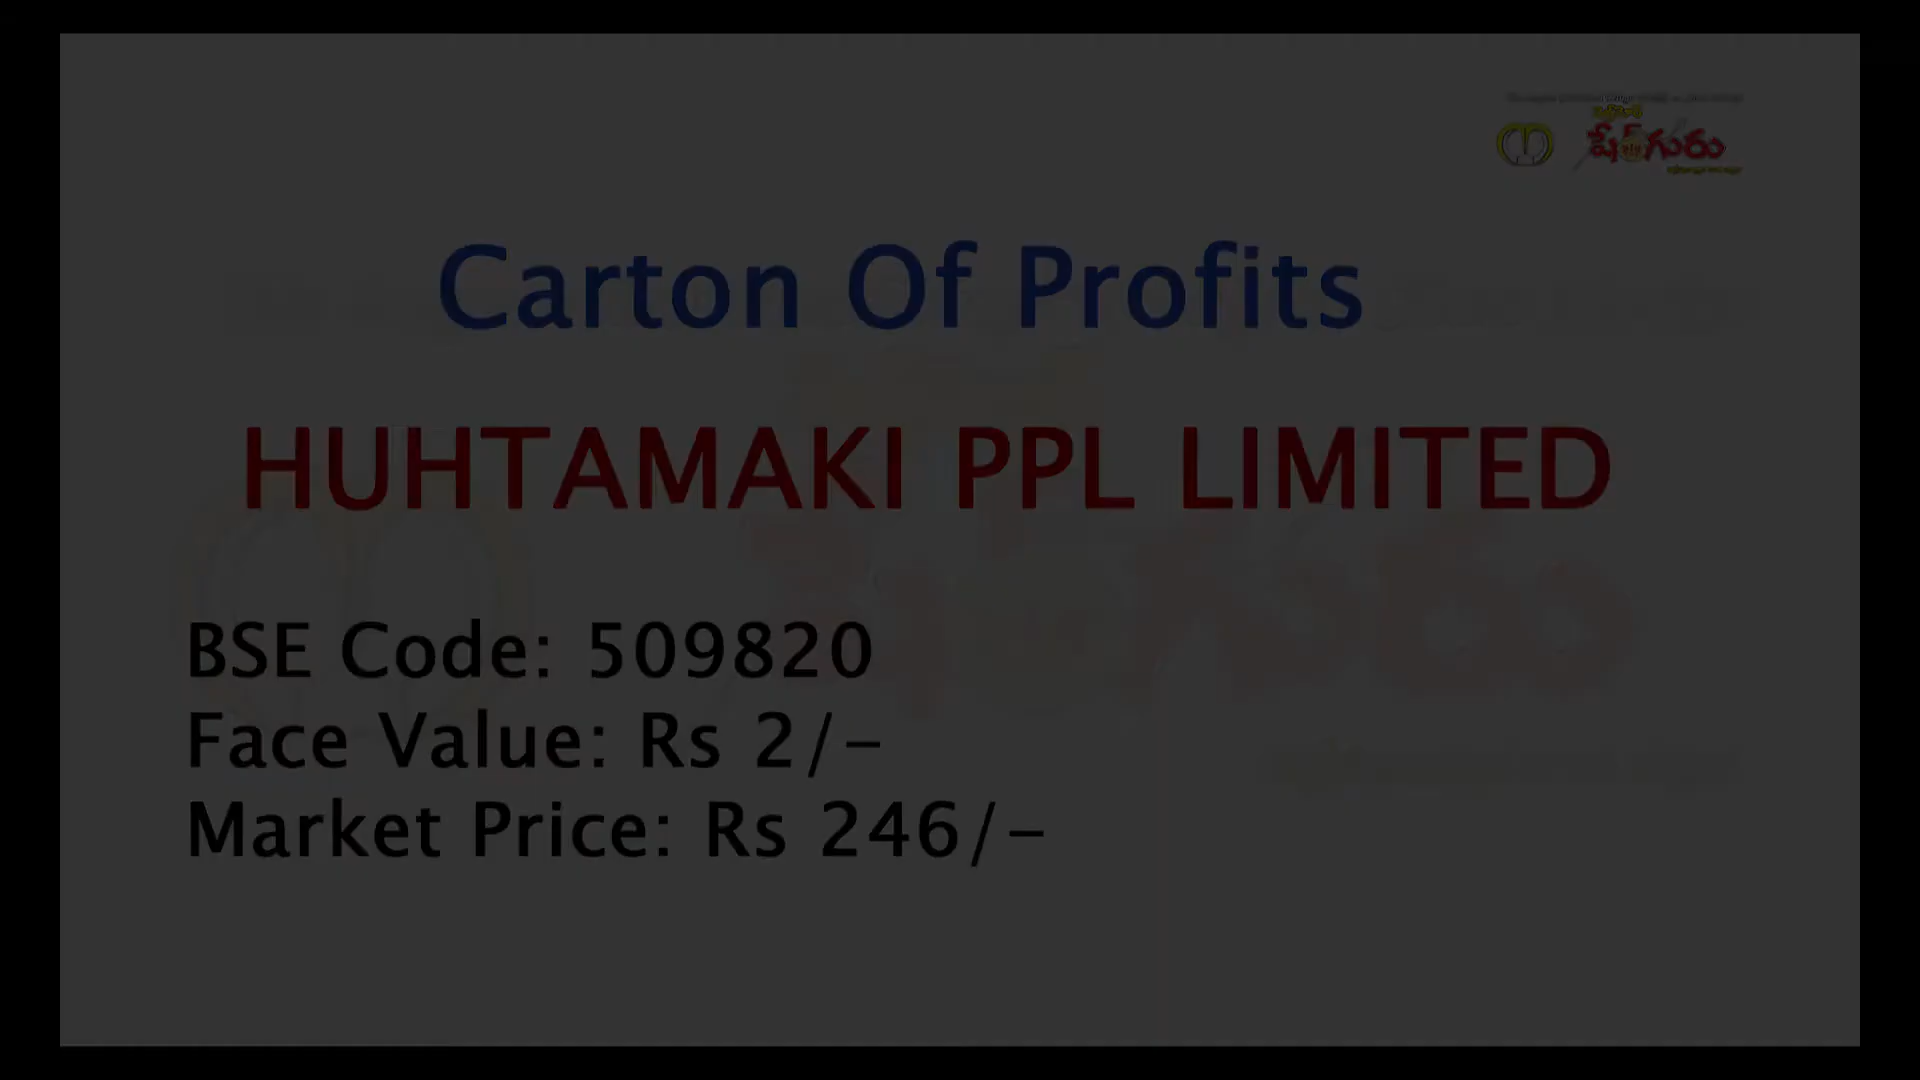 షేర్ గురు
Carton Of Profits
HUHTAMAKI PPL LIMITED
BSE Code: 509820
Face Value: Rs 2/-
Market Price: Rs 246/-